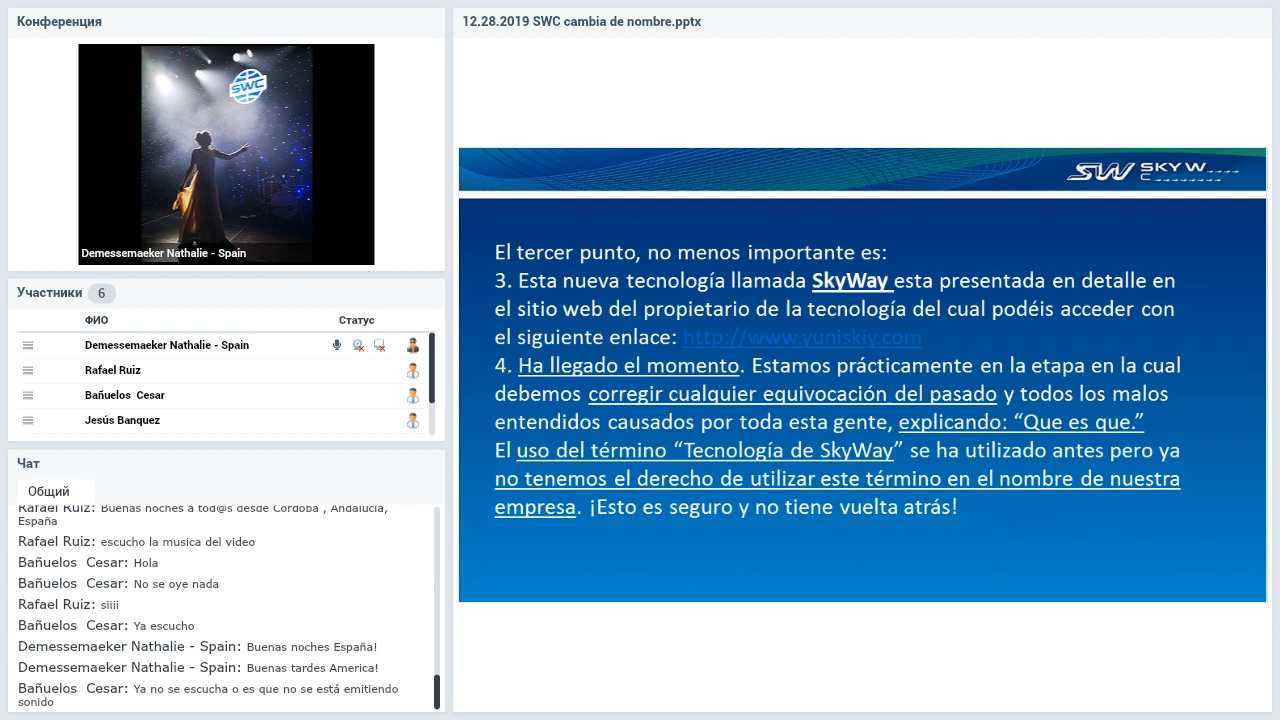 Конференция
SWC
Demessemaeker Nathalie - Spain
Участники 6
ФИО Статус
Demessemaeker Nathalie - Spain
Rafael Ruiz
Bañuelos Cesar
Jesús Banquez
Чат
Общий
Rafael Ruiz: Buenas noches a tod@s desde Cordoba , Andalucia,
España
Rafael Ruiz: escucho la musica del video
Bañuelos Cesar: Hola
Bañuelos Cesar: No se oye nada
Rafael Ruiz: siiii
Bañuelos Cesar: Ya escucho
Demessemaeker Nathalie - Spain: Buenas noches España!
Demessemaeker Nathalie - Spain: Buenas tardes America!
Bañuelos Cesar: Ya no se escucha o es que no se está emitiendo
sonido
12.28.2019 SWC cambia de nombre.pptx
SW SKY W
C
El tercer punto, no menos importante es:
3. Esta nueva tecnología llamada SkyWay esta presentada en detalle en
el sitio web del propietario de la tecnología del cual podéis acceder con
el siguiente enlace: http://www.yuniskiy.com
4. Ha llegado el momento. Estamos prácticamente en la etapa en la cual
debemos corregir cualquier equivocación del pasado y todos los malos
entendidos causados por toda esta gente, explicando: “Que es que.”
El uso del término “Tecnología de SkyWay” se ha utilizado antes pero ya
no tenemos el derecho de utilizar este término en el nombre de nuestra
empresa. ¡Esto es seguro y no tiene vuelta atrás!